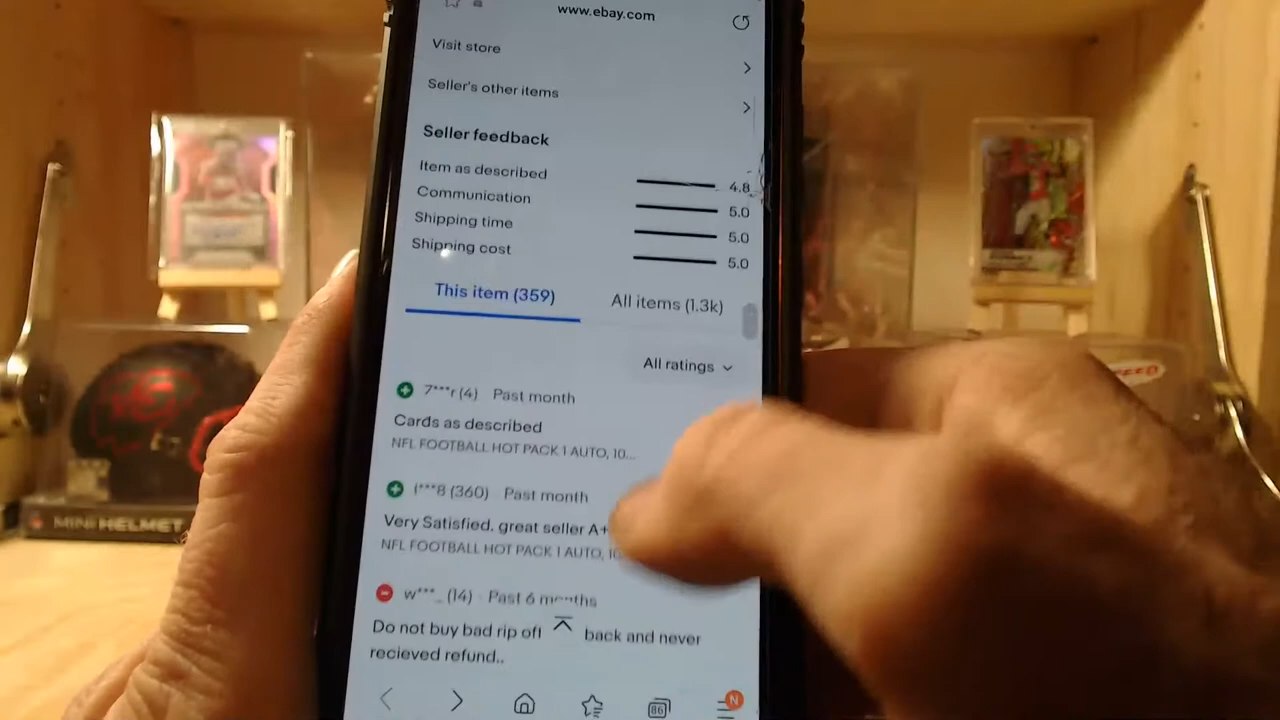 www.ebay.com
Visit store
Seller's other items
Seller feedback
Item as described 4.8
Communication 5.0
Shipping time 5.0
Shipping cost 5.0
This item (359) All items (1.3k)
All ratings
7***r (4) Past month
Cards as described
NFL FOOTBALL HOT PACK 1 AUTO, 10...
i***8 (360) Past month
Very Satisfied. great seller A+
NFL FOOTBALL HOT PACK 1 AUTO,
w***_ (14) Past 6 months
Do not buy bad rip off back and never
recieved refund..
86
N
MINI HELMET